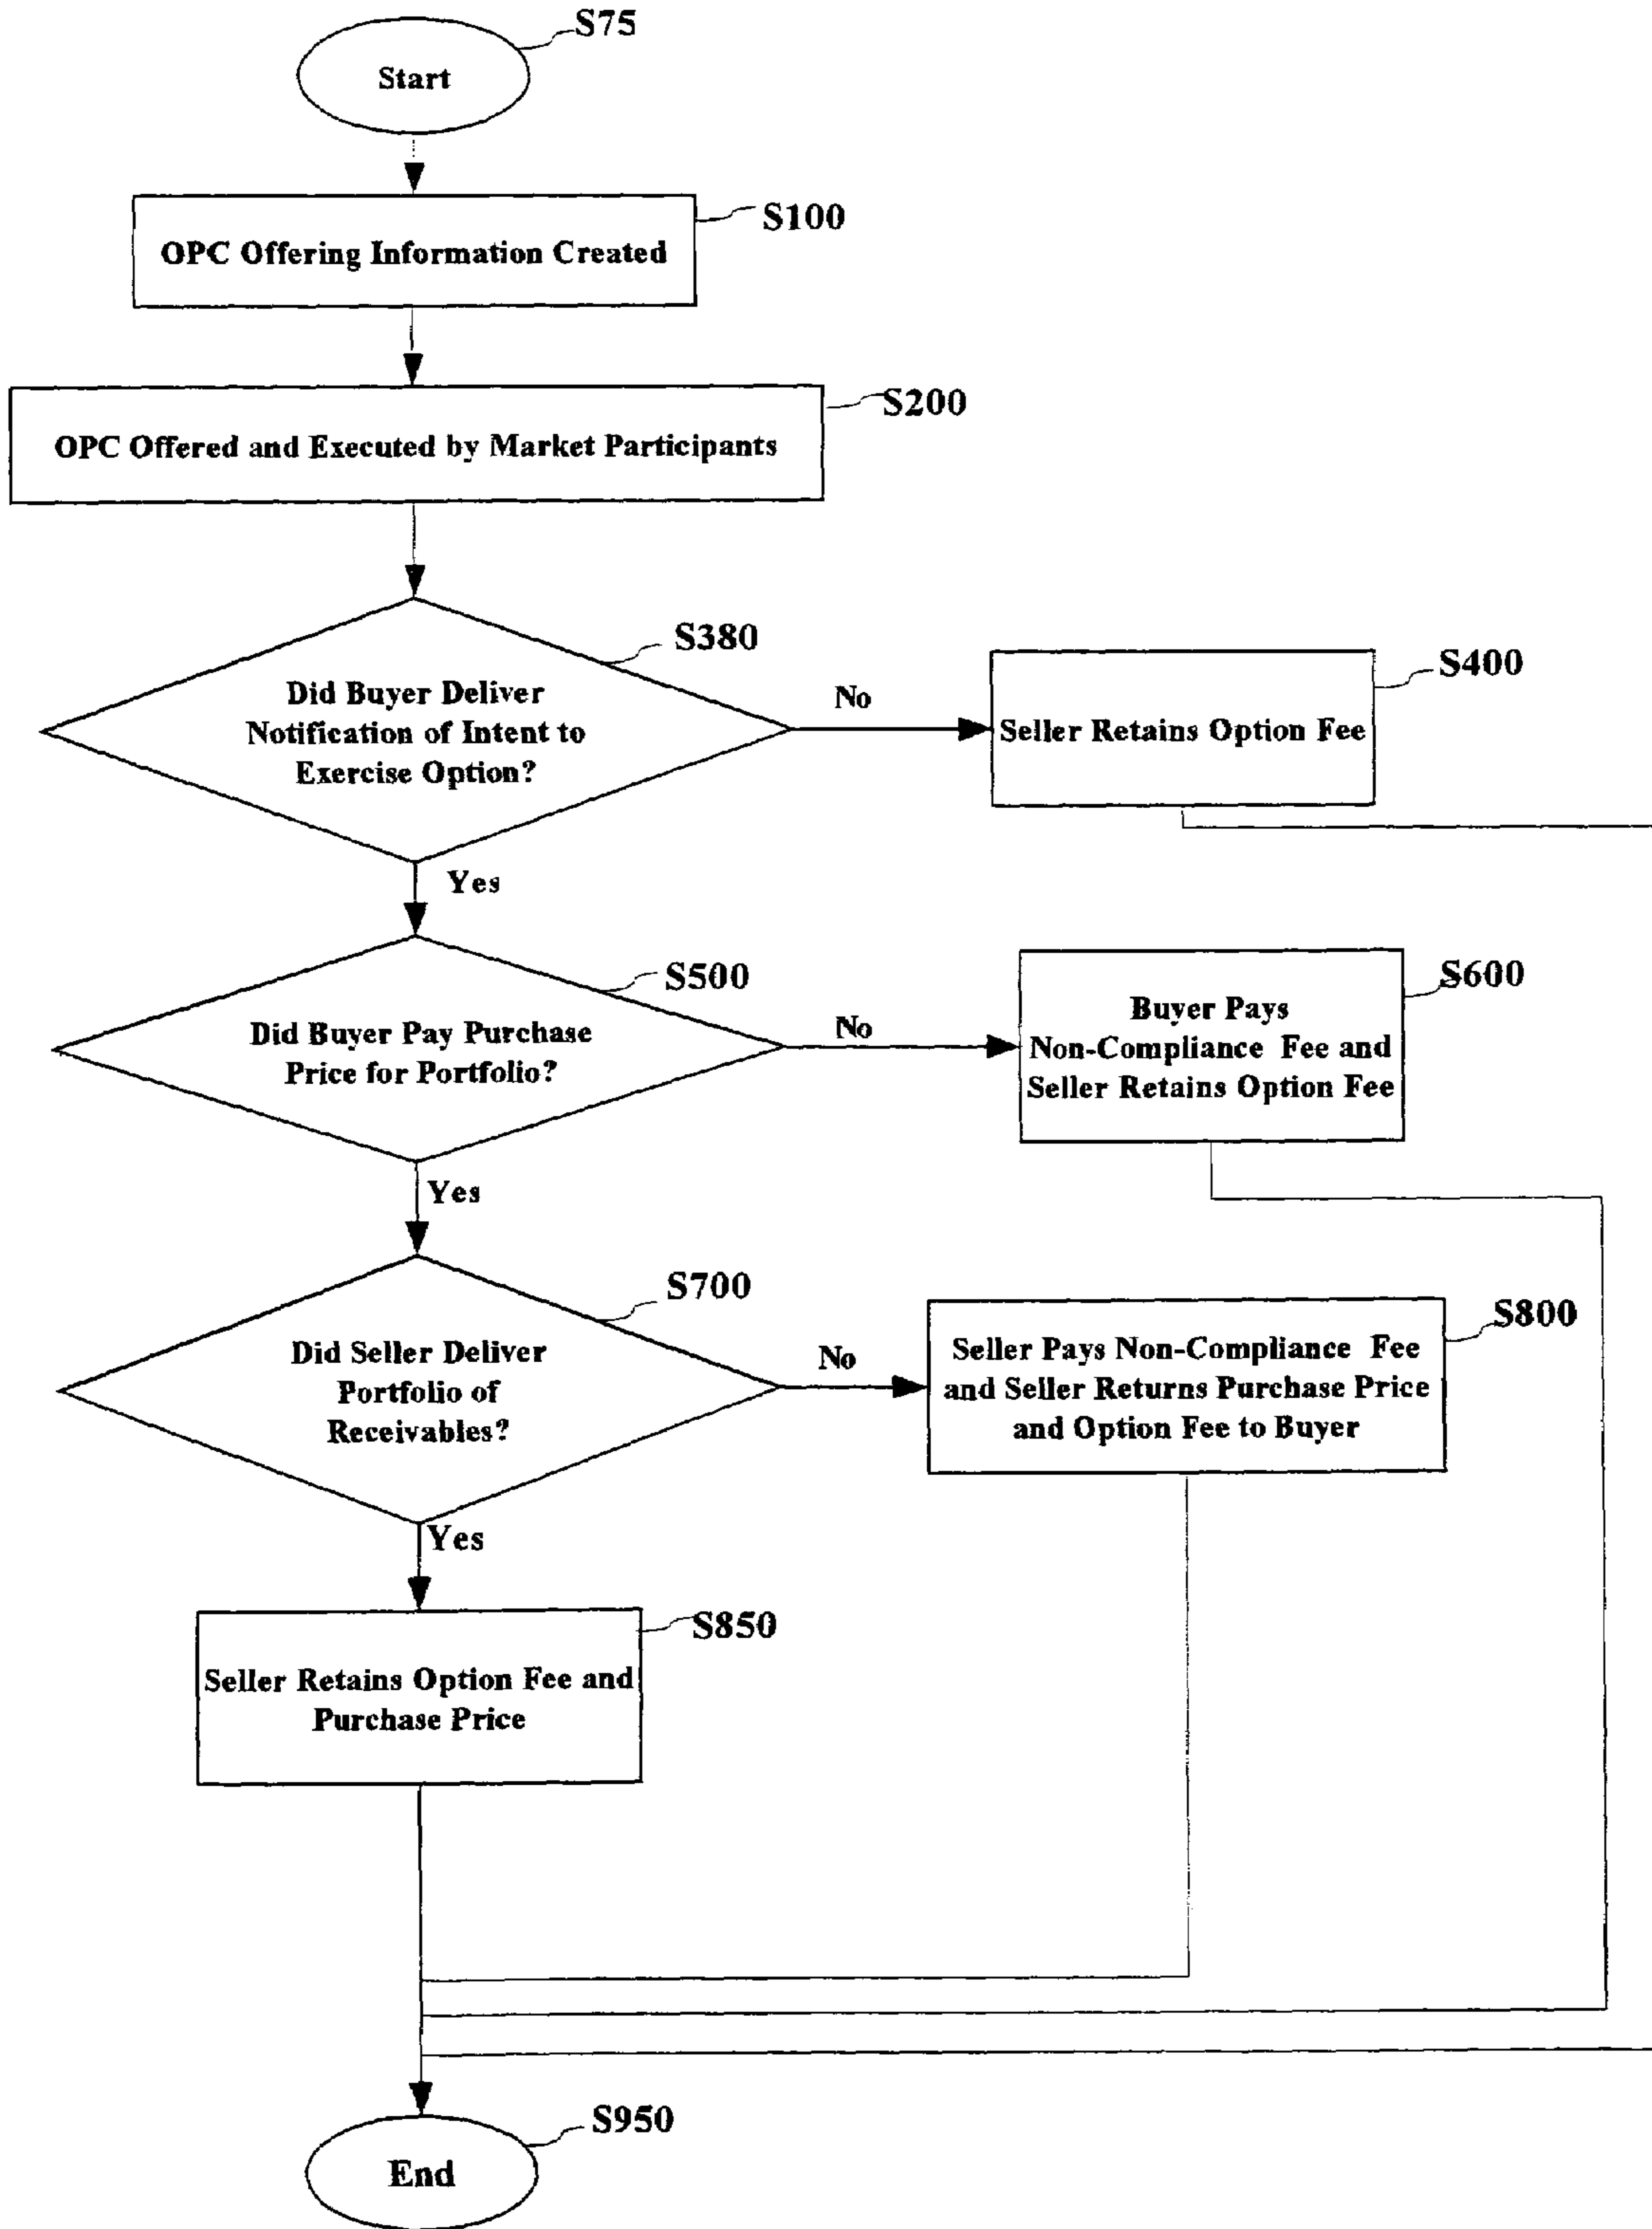 S75
Start
S100
OPC Offering Information Created
S200
OPC Offered and Executed by Market Participants
S380
Did Buyer Deliver
Notification of Intent to
Exercise Option?
No
S400
Seller Retains Option Fee
Yes
S500
Did Buyer Pay Purchase
Price for Portfolio?
No
S600
Buyer Pays
Non-Compliance Fee and
Seller Retains Option Fee
Yes
S700
Did Seller Deliver
Portfolio of
Receivables?
No
S800
Seller Pays Non-Compliance Fee
and Seller Returns Purchase Price
and Option Fee to Buyer
Yes
S850
Seller Retains Option Fee and
Purchase Price
S950
End